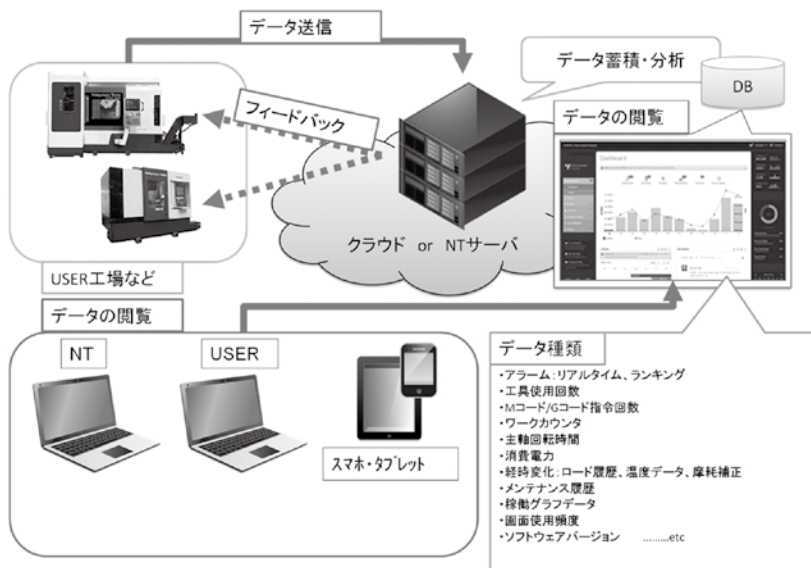 データ送信
データ蓄積・分析
DB
フィードバック
データの閲覧
Dashboard
クラウド or NTサーバ
USER工場など
データの閲覧
NT
USER
スマホ・タブレット
データ種類
・アラーム:リアルタイム、ランキング
・工具使用回数
・Mコード/Gコード指令回数
・ワークカウンタ
・主軸回転時間
・消費電力
・経時変化:ロード履歴、温度データ、摩耗補正
・メンテナンス履歴
・稼働グラフデータ
・画面使用頻度
・ソフトウェアバージョン ………etc